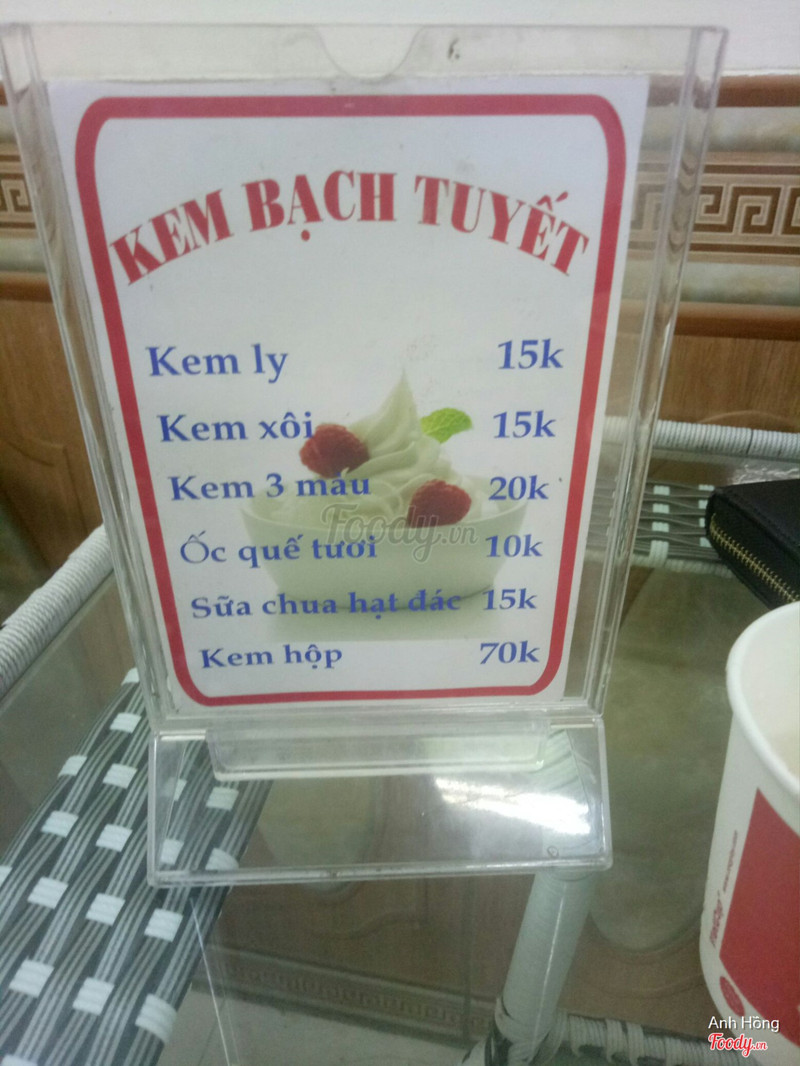 KEM BẠCH TUYẾT
Kem ly 15k
Kem xôi 15k
Kem 3 màu 20k
Ốc quế tươi 10k
Sữa chua hạt đác 15k
Kem hộp 70k
Foody.vn
Anh Hồng
Foody.vn